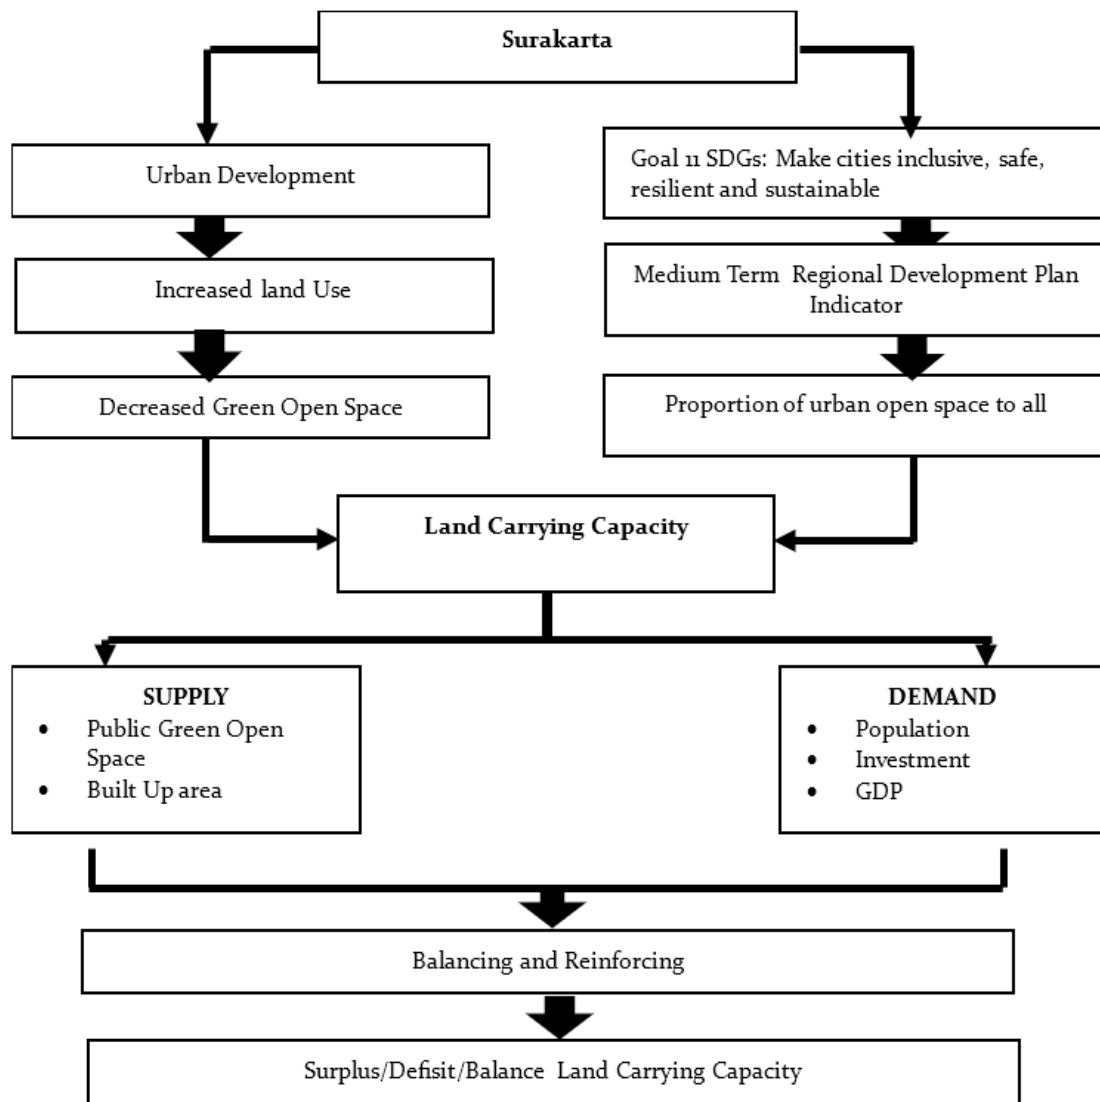 Surakarta
Urban Development
Goal 11 SDGs: Make cities inclusive, safe,
resilient and sustainable
Increased land Use
Medium Term Regional Development Plan
Indicator
Decreased Green Open Space
Proportion of urban open space to all
Land Carrying Capacity
SUPPLY
• Public Green Open
Space
• Built Up area
DEMAND
• Population
• Investment
• GDP
Balancing and Reinforcing
Surplus/Defisit/Balance Land Carrying Capacity